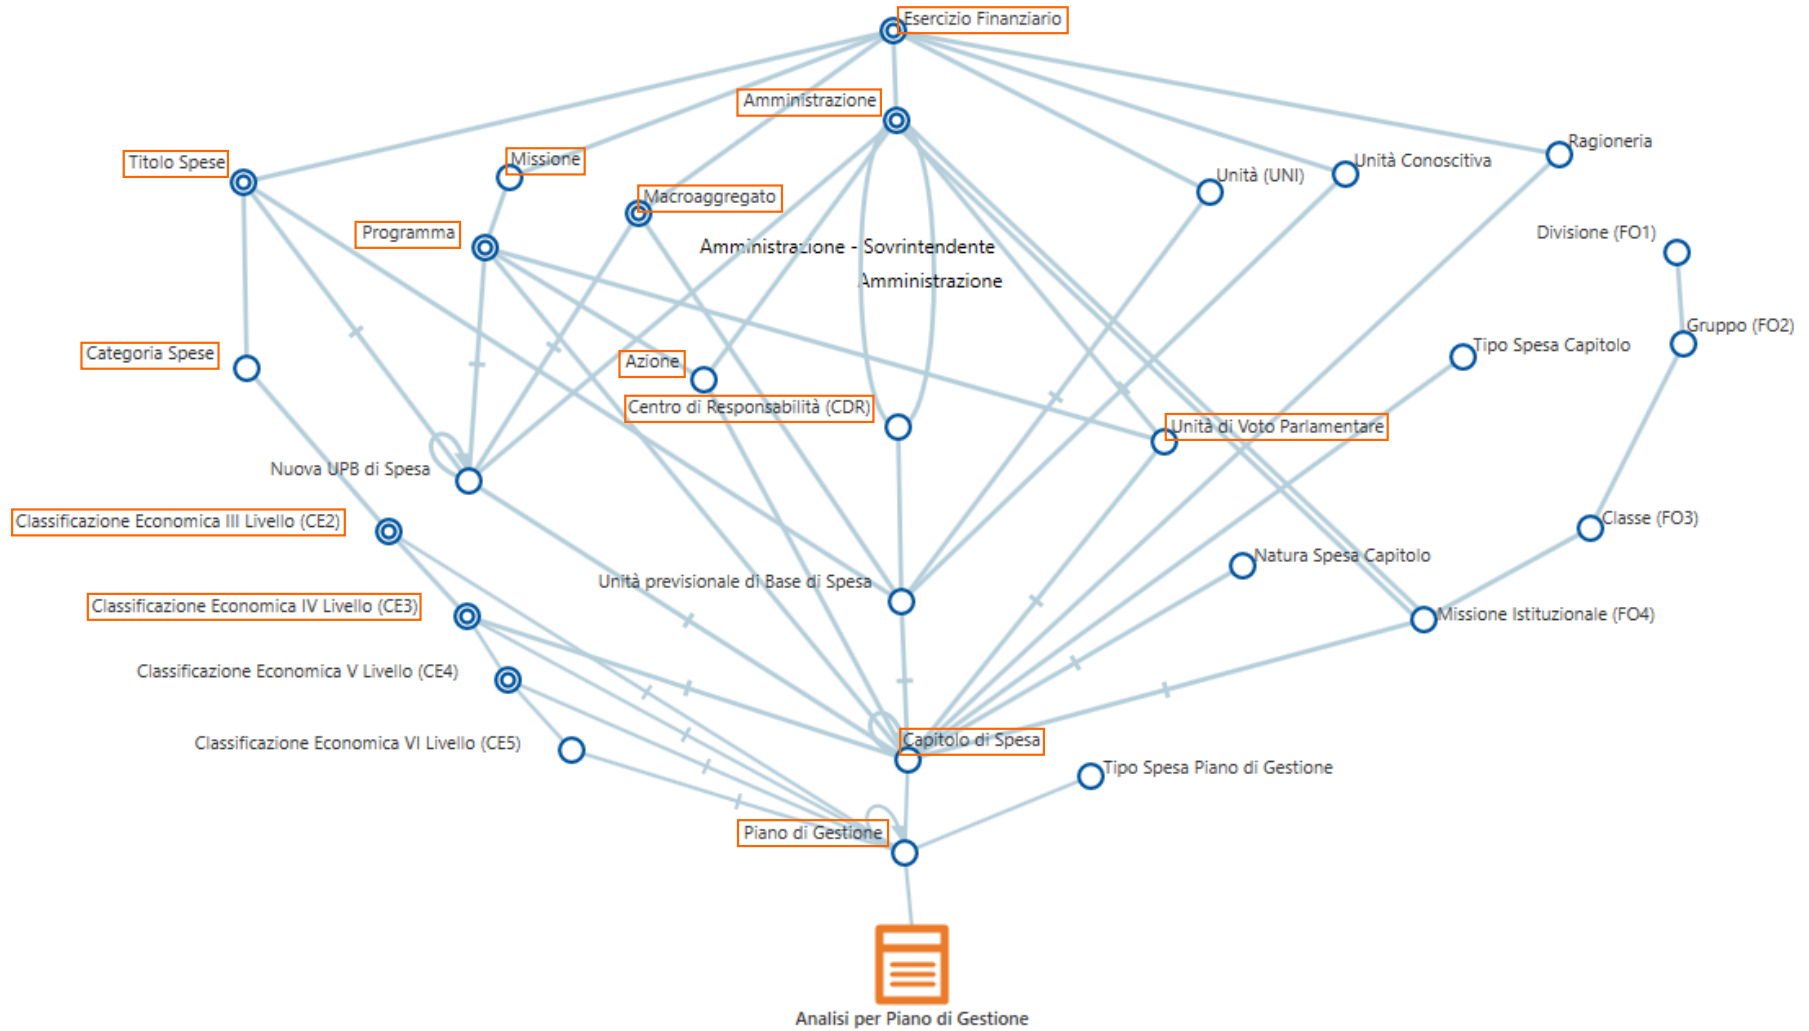 Esercizio Finanziario
Amministrazione
Ragioneria
Titolo Spese
Missione
Unità Conoscitiva
Unità (UNI)
Macroaggregato
Programma
Divisione (FO1)
Amministrazione - Sovrintendente
Amministrazione
Gruppo (FO2)
Categoria Spese
Azione
Tipo Spesa Capitolo
Centro di Responsabilità (CDR)
Unità di Voto Parlamentare
Nuova UPB di Spesa
Classificazione Economica III Livello (CE2)
Classe (FO3)
Natura Spesa Capitolo
Unità previsionale di Base di Spesa
Classificazione Economica IV Livello (CE3)
Missione Istituzionale (FO4)
Classificazione Economica V Livello (CE4)
Classificazione Economica VI Livello (CE5)
Capitolo di Spesa
Tipo Spesa Piano di Gestione
Piano di Gestione
Analisi per Piano di Gestione